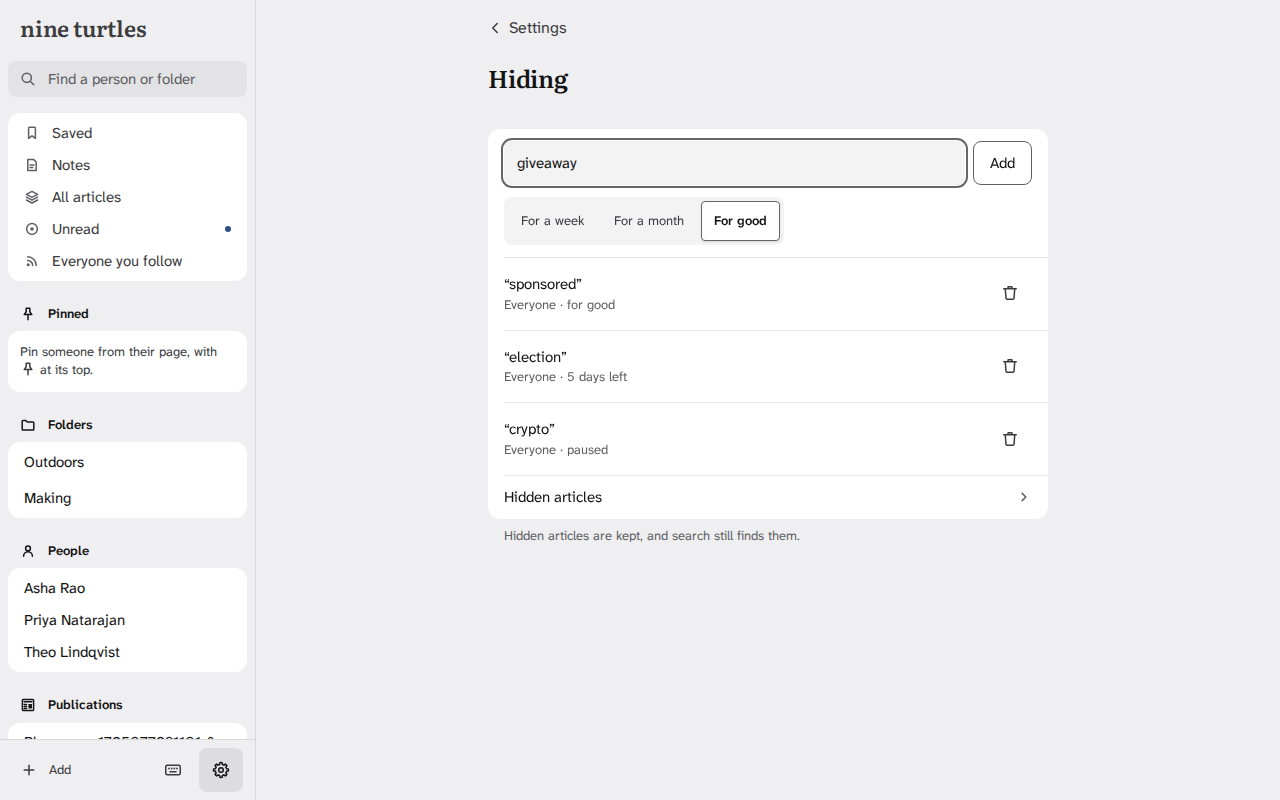 nine turtles
Find a person or folder
Saved
Notes
All articles
Unread
Everyone you follow
Pinned
Pin someone from their page, with
at its top.
Folders
Outdoors
Making
People
Asha Rao
Priya Natarajan
Theo Lindqvist
Publications
Add
Settings
Hiding
giveaway
Add
For a week
For a month
For good
“sponsored”
Everyone · for good
“election”
Everyone · 5 days left
“crypto”
Everyone · paused
Hidden articles
Hidden articles are kept, and search still finds them.